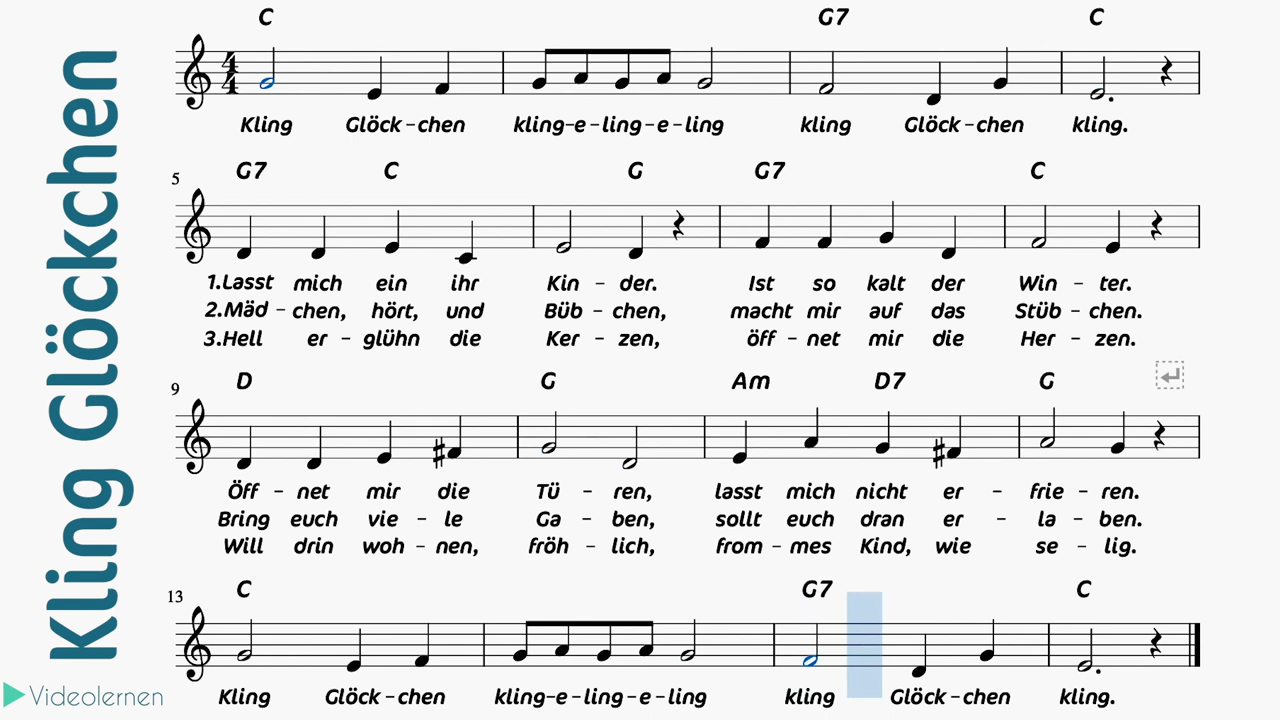 Kling Glöckchen
C G7 C
4
4
Kling Glöck-chen kling-e-ling-e-ling kling Glöck-chen kling.
G7 C G G7 C
5
1.Lasst mich ein ihr Kin - der. Ist so kalt der Win - ter.
2.Mäd - chen, hört, und Büb - chen, macht mir auf das Stüb - chen.
3.Hell er - glühn die Ker - zen, öff - net mir die Her - zen.
D G Am D7 G
9
Öff - net mir die Tü - ren, lasst mich nicht er - frie - ren.
Bring euch vie - le Ga - ben, sollt euch dran er - la - ben.
Will drin woh - nen, fröh - lich, from - mes Kind, wie se - lig.
C G7 C
13
Kling Glöck-chen kling-e-ling-e-ling kling Glöck-chen kling.
Videolernen